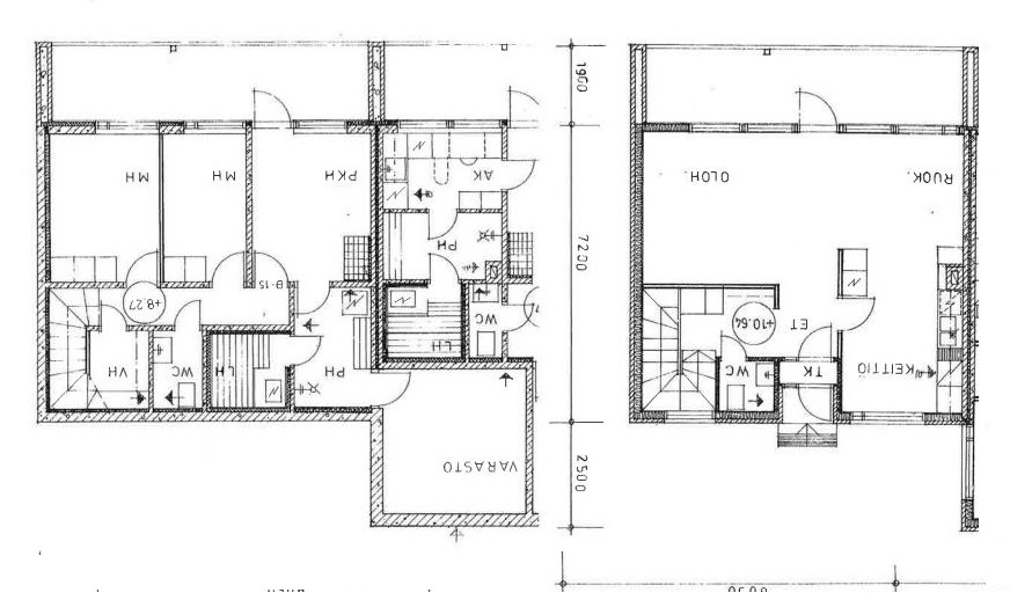 1900
MH
MH
PKH
AK
OLOH.
RUOK.
PH
7200
B-15
+8.27
WC
+10.64
ET
LH
VH
WC
LH
PH
WC
TK
KEITTIÖ
VARASTO
2500